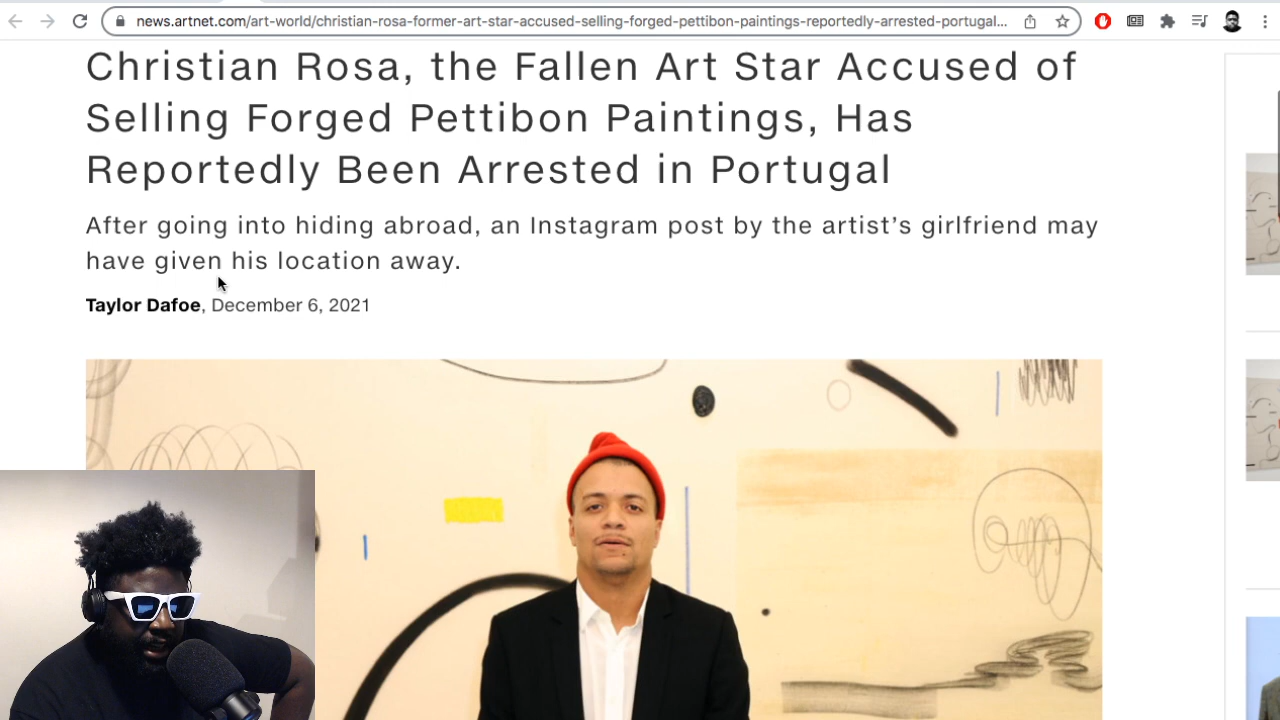 news.artnet.com/art-world/christian-rosa-former-art-star-accused-selling-forged-pettibon-paintings-reportedly-arrested-portugal...
Christian Rosa, the Fallen Art Star Accused of
Selling Forged Pettibon Paintings, Has
Reportedly Been Arrested in Portugal
After going into hiding abroad, an Instagram post by the artist’s girlfriend may
have given his location away.
Taylor Dafoe, December 6, 2021